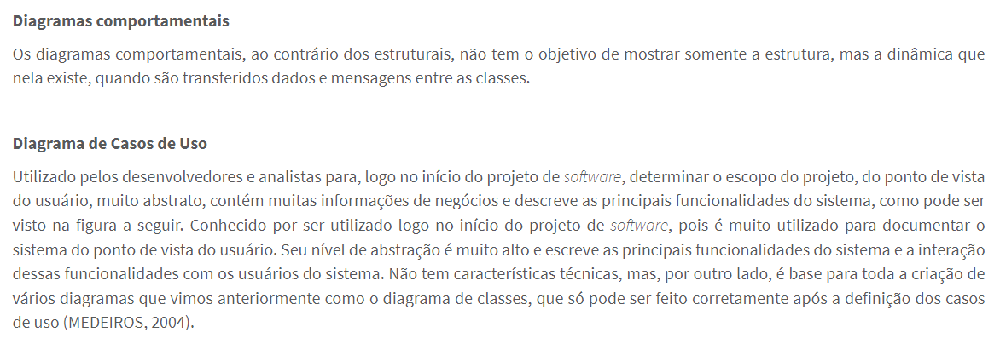 Diagramas comportamentais
Os diagramas comportamentais, ao contrário dos estruturais, não tem o objetivo de mostrar somente a estrutura, mas a dinâmica que
nela existe, quando são transferidos dados e mensagens entre as classes.
Diagrama de Casos de Uso
Utilizado pelos desenvolvedores e analistas para, logo no início do projeto de software, determinar o escopo do projeto, do ponto de vista
do usuário, muito abstrato, contém muitas informações de negócios e descreve as principais funcionalidades do sistema, como pode ser
visto na figura a seguir. Conhecido por ser utilizado logo no início do projeto de software, pois é muito utilizado para documentar o
sistema do ponto de vista do usuário. Seu nível de abstração é muito alto e escreve as principais funcionalidades do sistema e a interação
dessas funcionalidades com os usuários do sistema. Não tem características técnicas, mas, por outro lado, é base para toda a criação de
vários diagramas que vimos anteriormente como o diagrama de classes, que só pode ser feito corretamente após a definição dos casos
de uso (MEDEIROS, 2004).